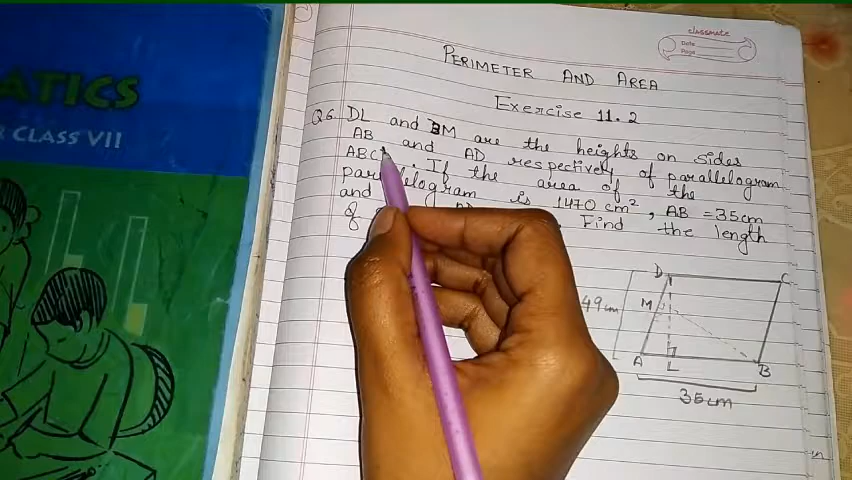 ATICS
R CLASS VII
classmate
Date
Page
PERIMETER AND AREA
Exercise 11.2
Q6. DL and BM are the heights on sides
AB and AD respectively of parallelogram
ABCD. If the area of the
parallelogram is 1470 cm², AB = 35cm
and Find the length
of
D C
49cm M
A L B
35cm